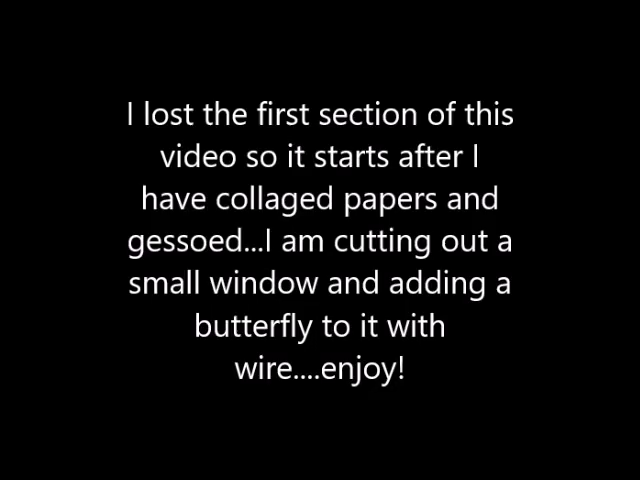 I lost the first section of this
video so it starts after I
have collaged papers and
gessoed...I am cutting out a
small window and adding a
butterfly to it with
wire....enjoy!